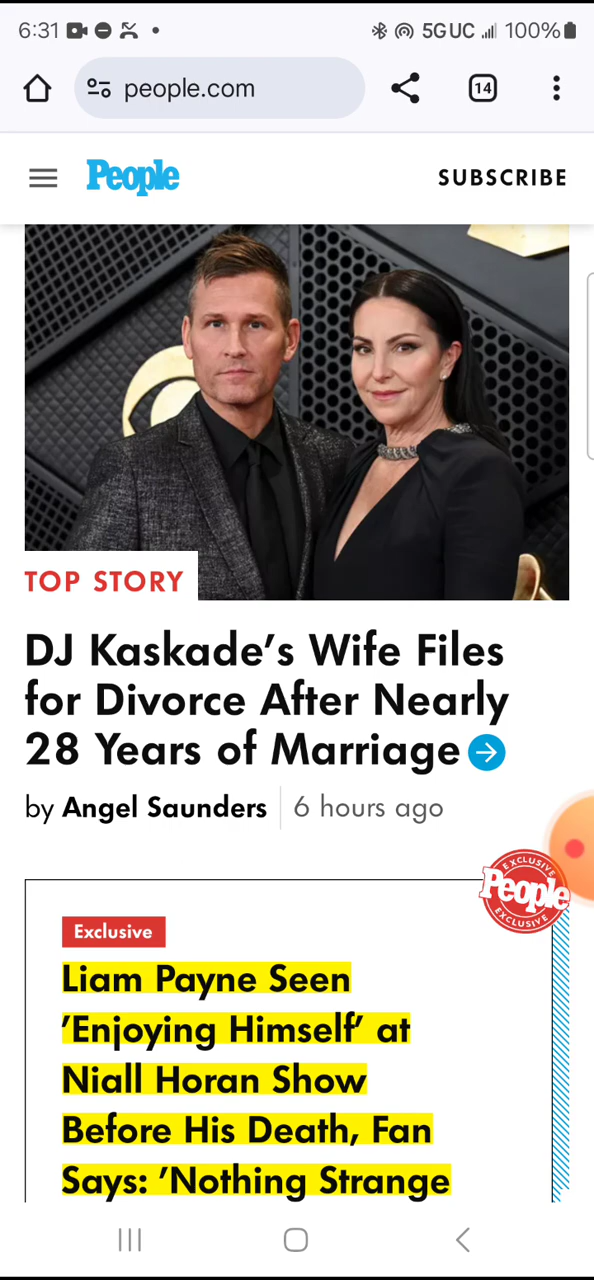 6:31 5GUC 100%
people.com 14
People SUBSCRIBE
TOP STORY
DJ Kaskade’s Wife Files
for Divorce After Nearly
28 Years of Marriage
by Angel Saunders 6 hours ago
EXCLUSIVE
People
EXCLUSIVE
Exclusive
Liam Payne Seen
’Enjoying Himself’ at
Niall Horan Show
Before His Death, Fan
Says: ’Nothing Strange